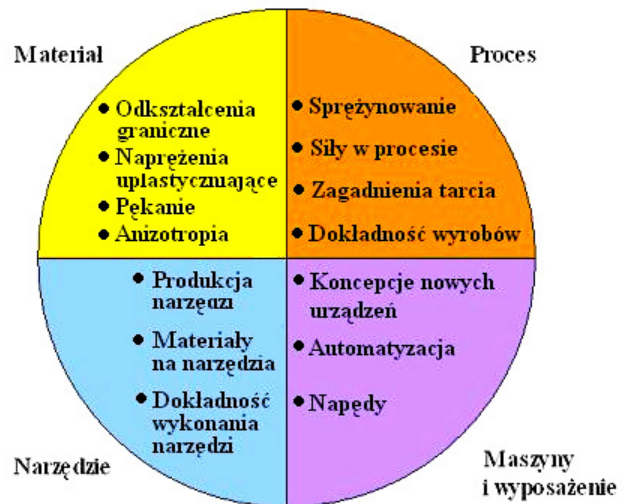 Materiał
• Odkształcenia
graniczne
• Naprężenia
uplastyczniające
• Pękanie
• Anizotropia
Proces
• Sprężynowanie
• Siły w procesie
• Zagadnienia tarcia
• Dokładność wyrobów
• Produkcja
narzędzi
• Materiały
na narzędzia
• Dokładność
wykonania
narzędzi
Narzędzie
• Koncepcje nowych
urządzeń
• Automatyzacja
• Napędy
Maszyny
i wyposażenie